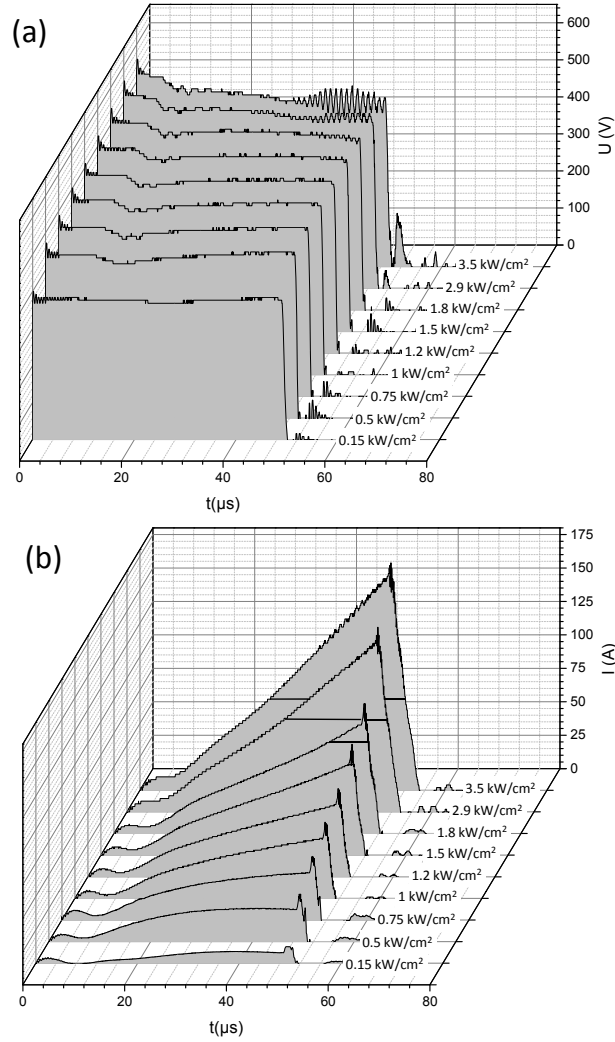 (a)
600
500
400
300
200
100
0
U (V)
3.5 kW/cm²
2.9 kW/cm²
1.8 kW/cm²
1.5 kW/cm²
1.2 kW/cm²
1 kW/cm²
0.75 kW/cm²
0.5 kW/cm²
0.15 kW/cm²
0 20 40 60 80
t(μs)
(b)
175
150
125
100
75
50
25
0
I (A)
3.5 kW/cm²
2.9 kW/cm²
1.8 kW/cm²
1.5 kW/cm²
1.2 kW/cm²
1 kW/cm²
0.75 kW/cm²
0.5 kW/cm²
0.15 kW/cm²
0 20 40 60 80
t(μs)